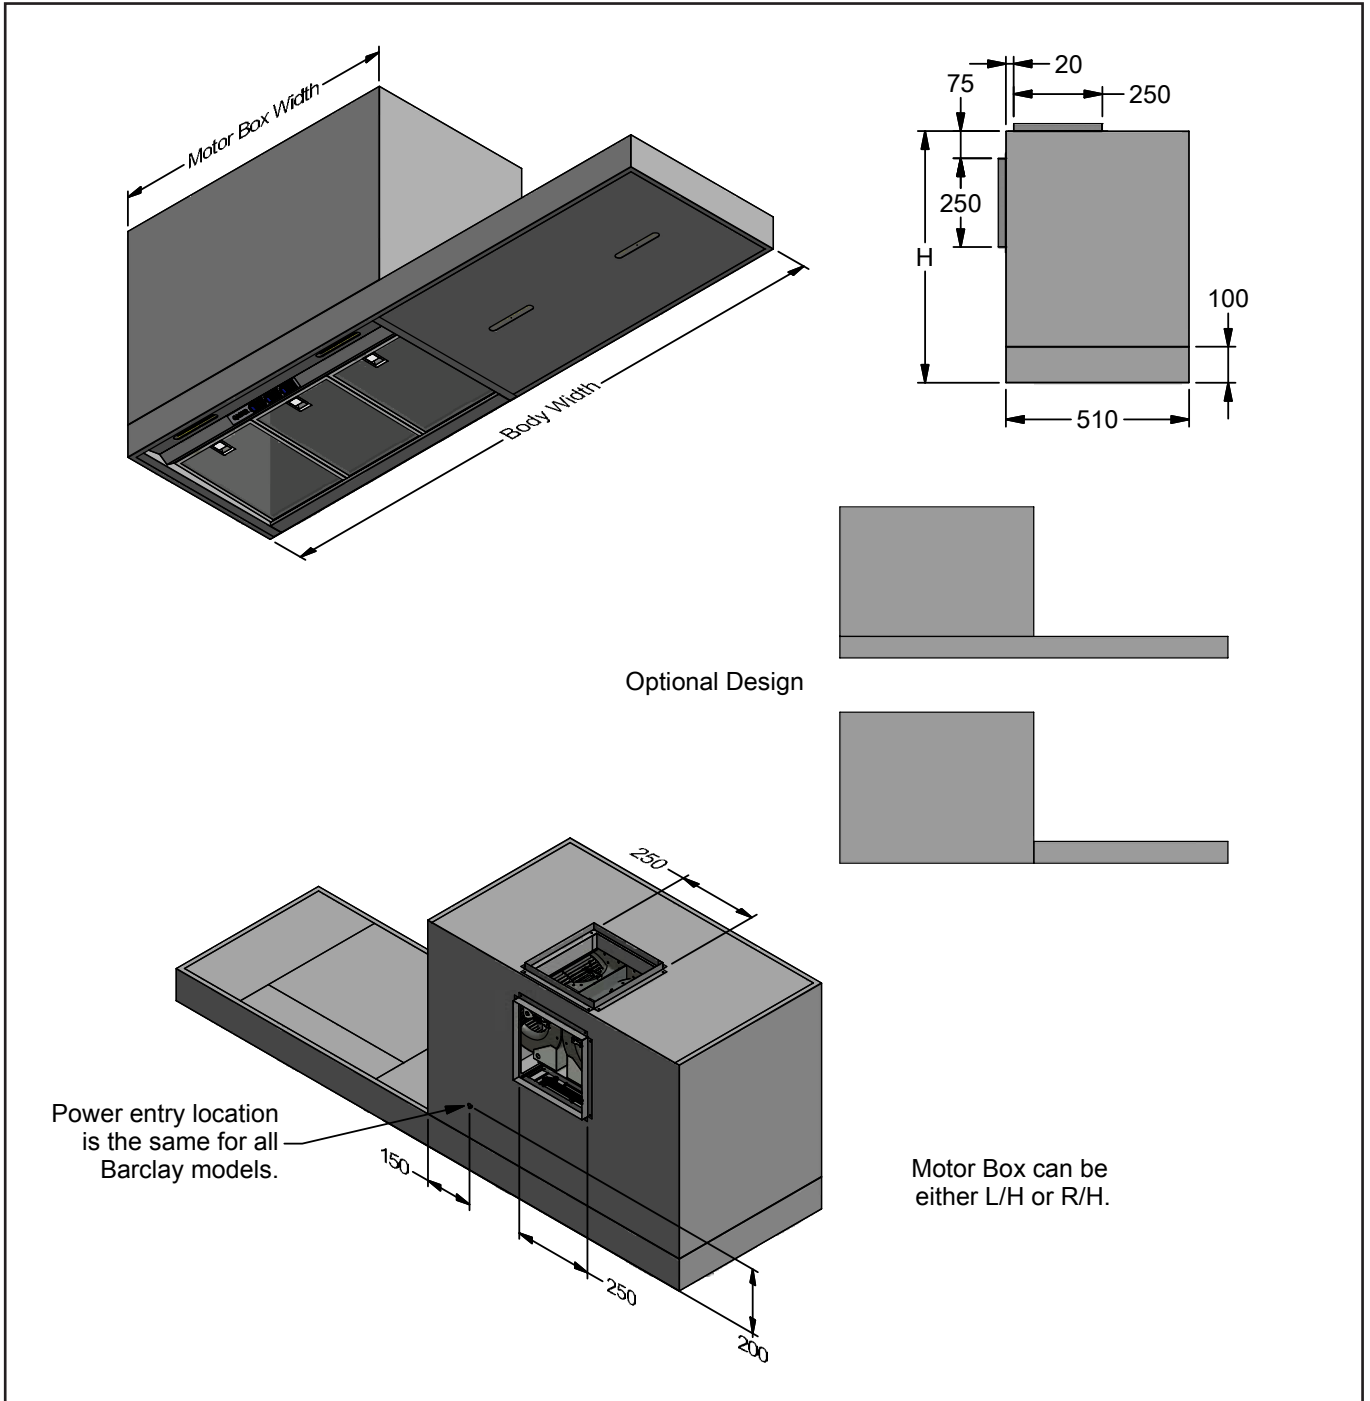 Motor Box Width
20
75
250
250
H
100
510
Body Width
Optional Design
250
Power entry location
is the same for all
Barclay models.
150
Motor Box can be
either L/H or R/H.
250
200